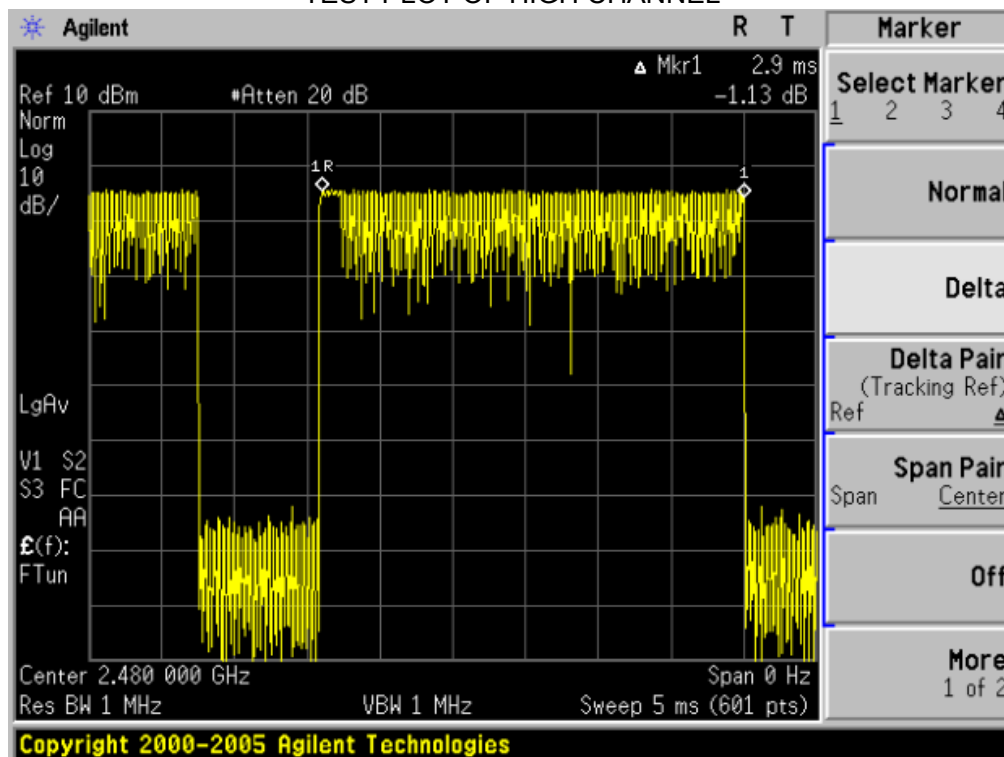 Agilent R T Marker
▵ Mkr1 2.9 ms
Ref 10 dBm #Atten 20 dB −1.13 dB
Norm
Log
10
dB/
1R
1
LgAv
V1 S2
S3 FC
AA
£(f):
FTun
Center 2.480 000 GHz Span 0 Hz
Res BW 1 MHz VBW 1 MHz Sweep 5 ms (601 pts)
Copyright 2000–2005 Agilent Technologies
Select Marker
1 2 3 4
Normal
Delta
Delta Pair
(Tracking Ref)
Ref ▵
Span Pair
Span Center
Off
More
1 of 2